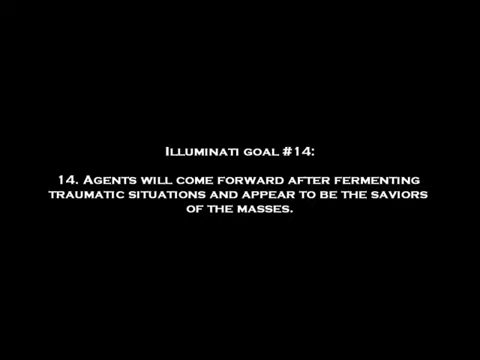 Illuminati goal #14:
14. Agents will come forward after fermenting
traumatic situations and appear to be the saviors
of the masses.